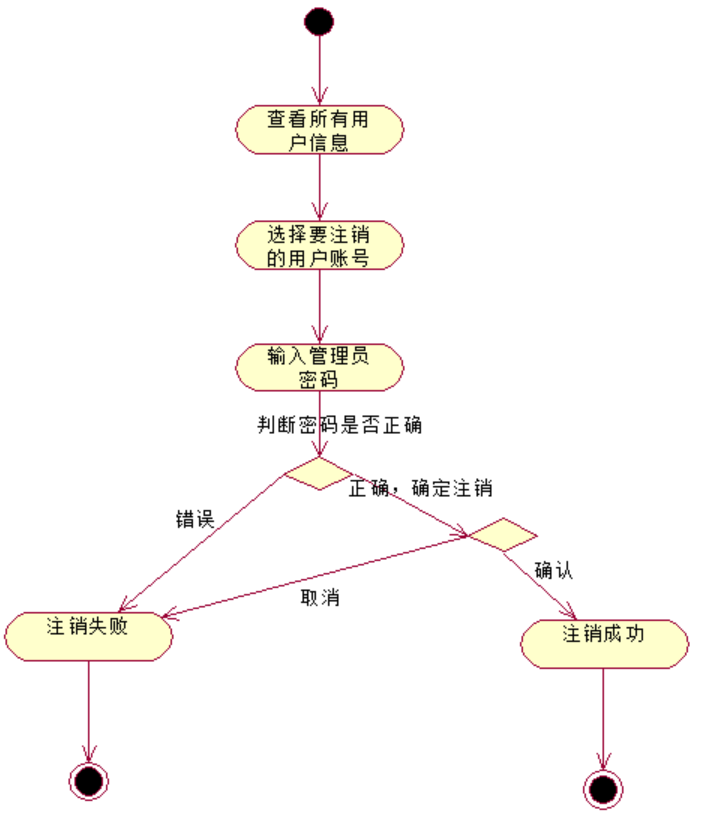 查看所有用
户信息
选择要注销
的用户账号
输入管理员
密码
判断密码是否正确
正确，确定注销
错误
确认
取消
注销失败
注销成功